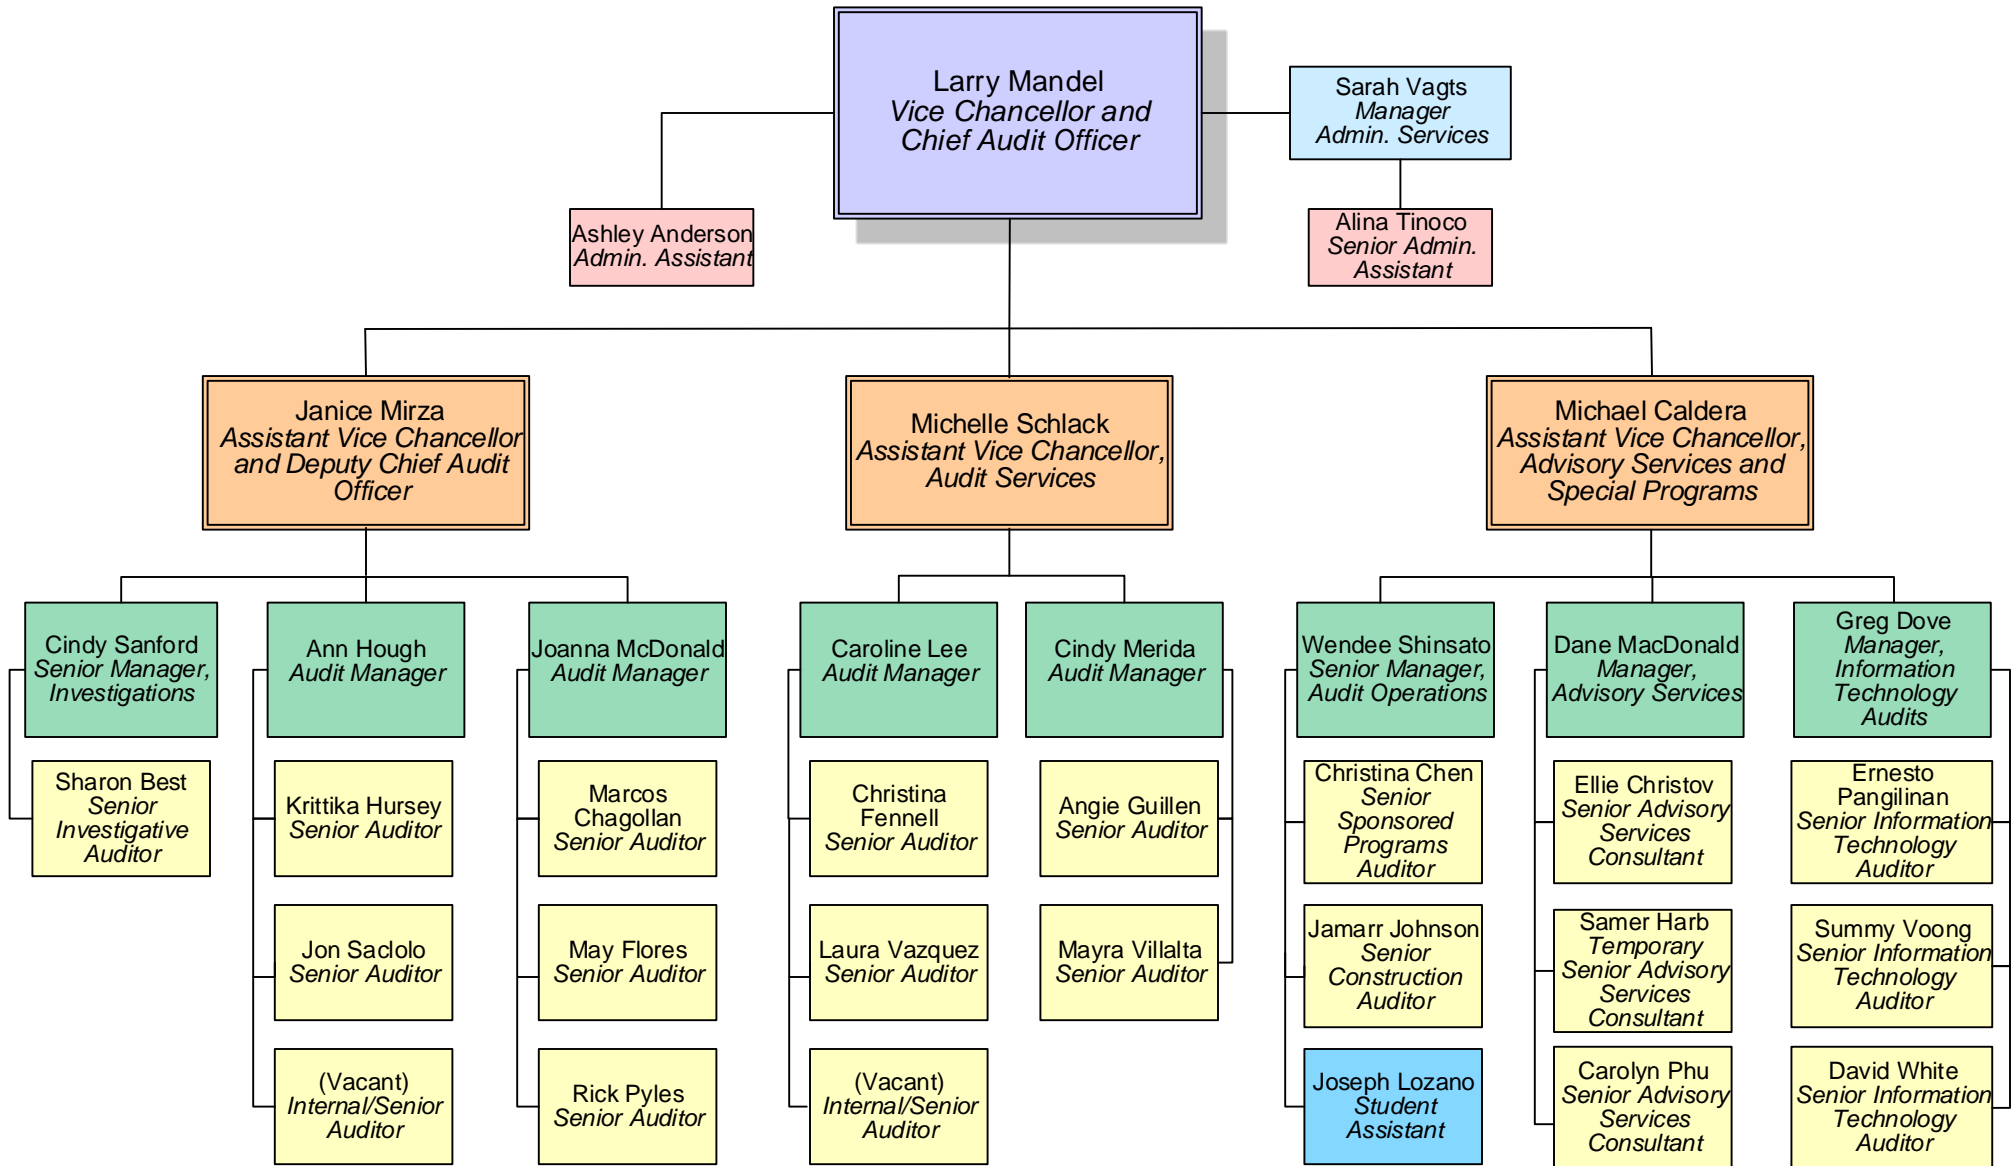 Larry Mandel
Vice Chancellor and
Chief Audit Officer
Sarah Vagts
Manager
Admin. Services
Ashley Anderson
Admin. Assistant
Alina Tinoco
Senior Admin.
Assistant
Janice Mirza
Assistant Vice Chancellor
and Deputy Chief Audit
Officer
Michelle Schlack
Assistant Vice Chancellor,
Audit Services
Michael Caldera
Assistant Vice Chancellor,
Advisory Services and
Special Programs
Cindy Sanford
Senior Manager,
Investigations
Ann Hough
Audit Manager
Joanna McDonald
Audit Manager
Caroline Lee
Audit Manager
Cindy Merida
Audit Manager
Wendee Shinsato
Senior Manager,
Audit Operations
Dane MacDonald
Manager,
Advisory Services
Greg Dove
Manager,
Information
Technology
Audits
Sharon Best
Senior
Investigative
Auditor
Krittika Hursey
Senior Auditor
Marcos
Chagollan
Senior Auditor
Christina
Fennell
Senior Auditor
Angie Guillen
Senior Auditor
Christina Chen
Senior
Sponsored
Programs
Auditor
Ellie Christov
Senior Advisory
Services
Consultant
Ernesto
Pangilinan
Senior Information
Technology
Auditor
Jon Saclolo
Senior Auditor
May Flores
Senior Auditor
Laura Vazquez
Senior Auditor
Mayra Villalta
Senior Auditor
Jamarr Johnson
Senior
Construction
Auditor
Samer Harb
Temporary
Senior Advisory
Services
Consultant
Summy Voong
Senior Information
Technology
Auditor
(Vacant)
Internal/Senior
Auditor
Rick Pyles
Senior Auditor
(Vacant)
Internal/Senior
Auditor
Joseph Lozano
Student
Assistant
Carolyn Phu
Senior Advisory
Services
Consultant
David White
Senior Information
Technology
Auditor